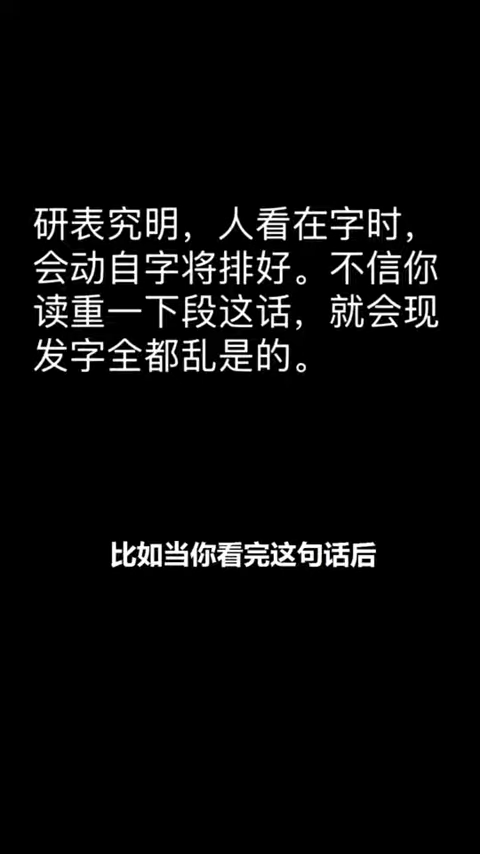 研表究明，人看在字时，
会动自字将排好。不信你
读重一下段这话，就会现
发字全都乱是的。
比如当你看完这句话后